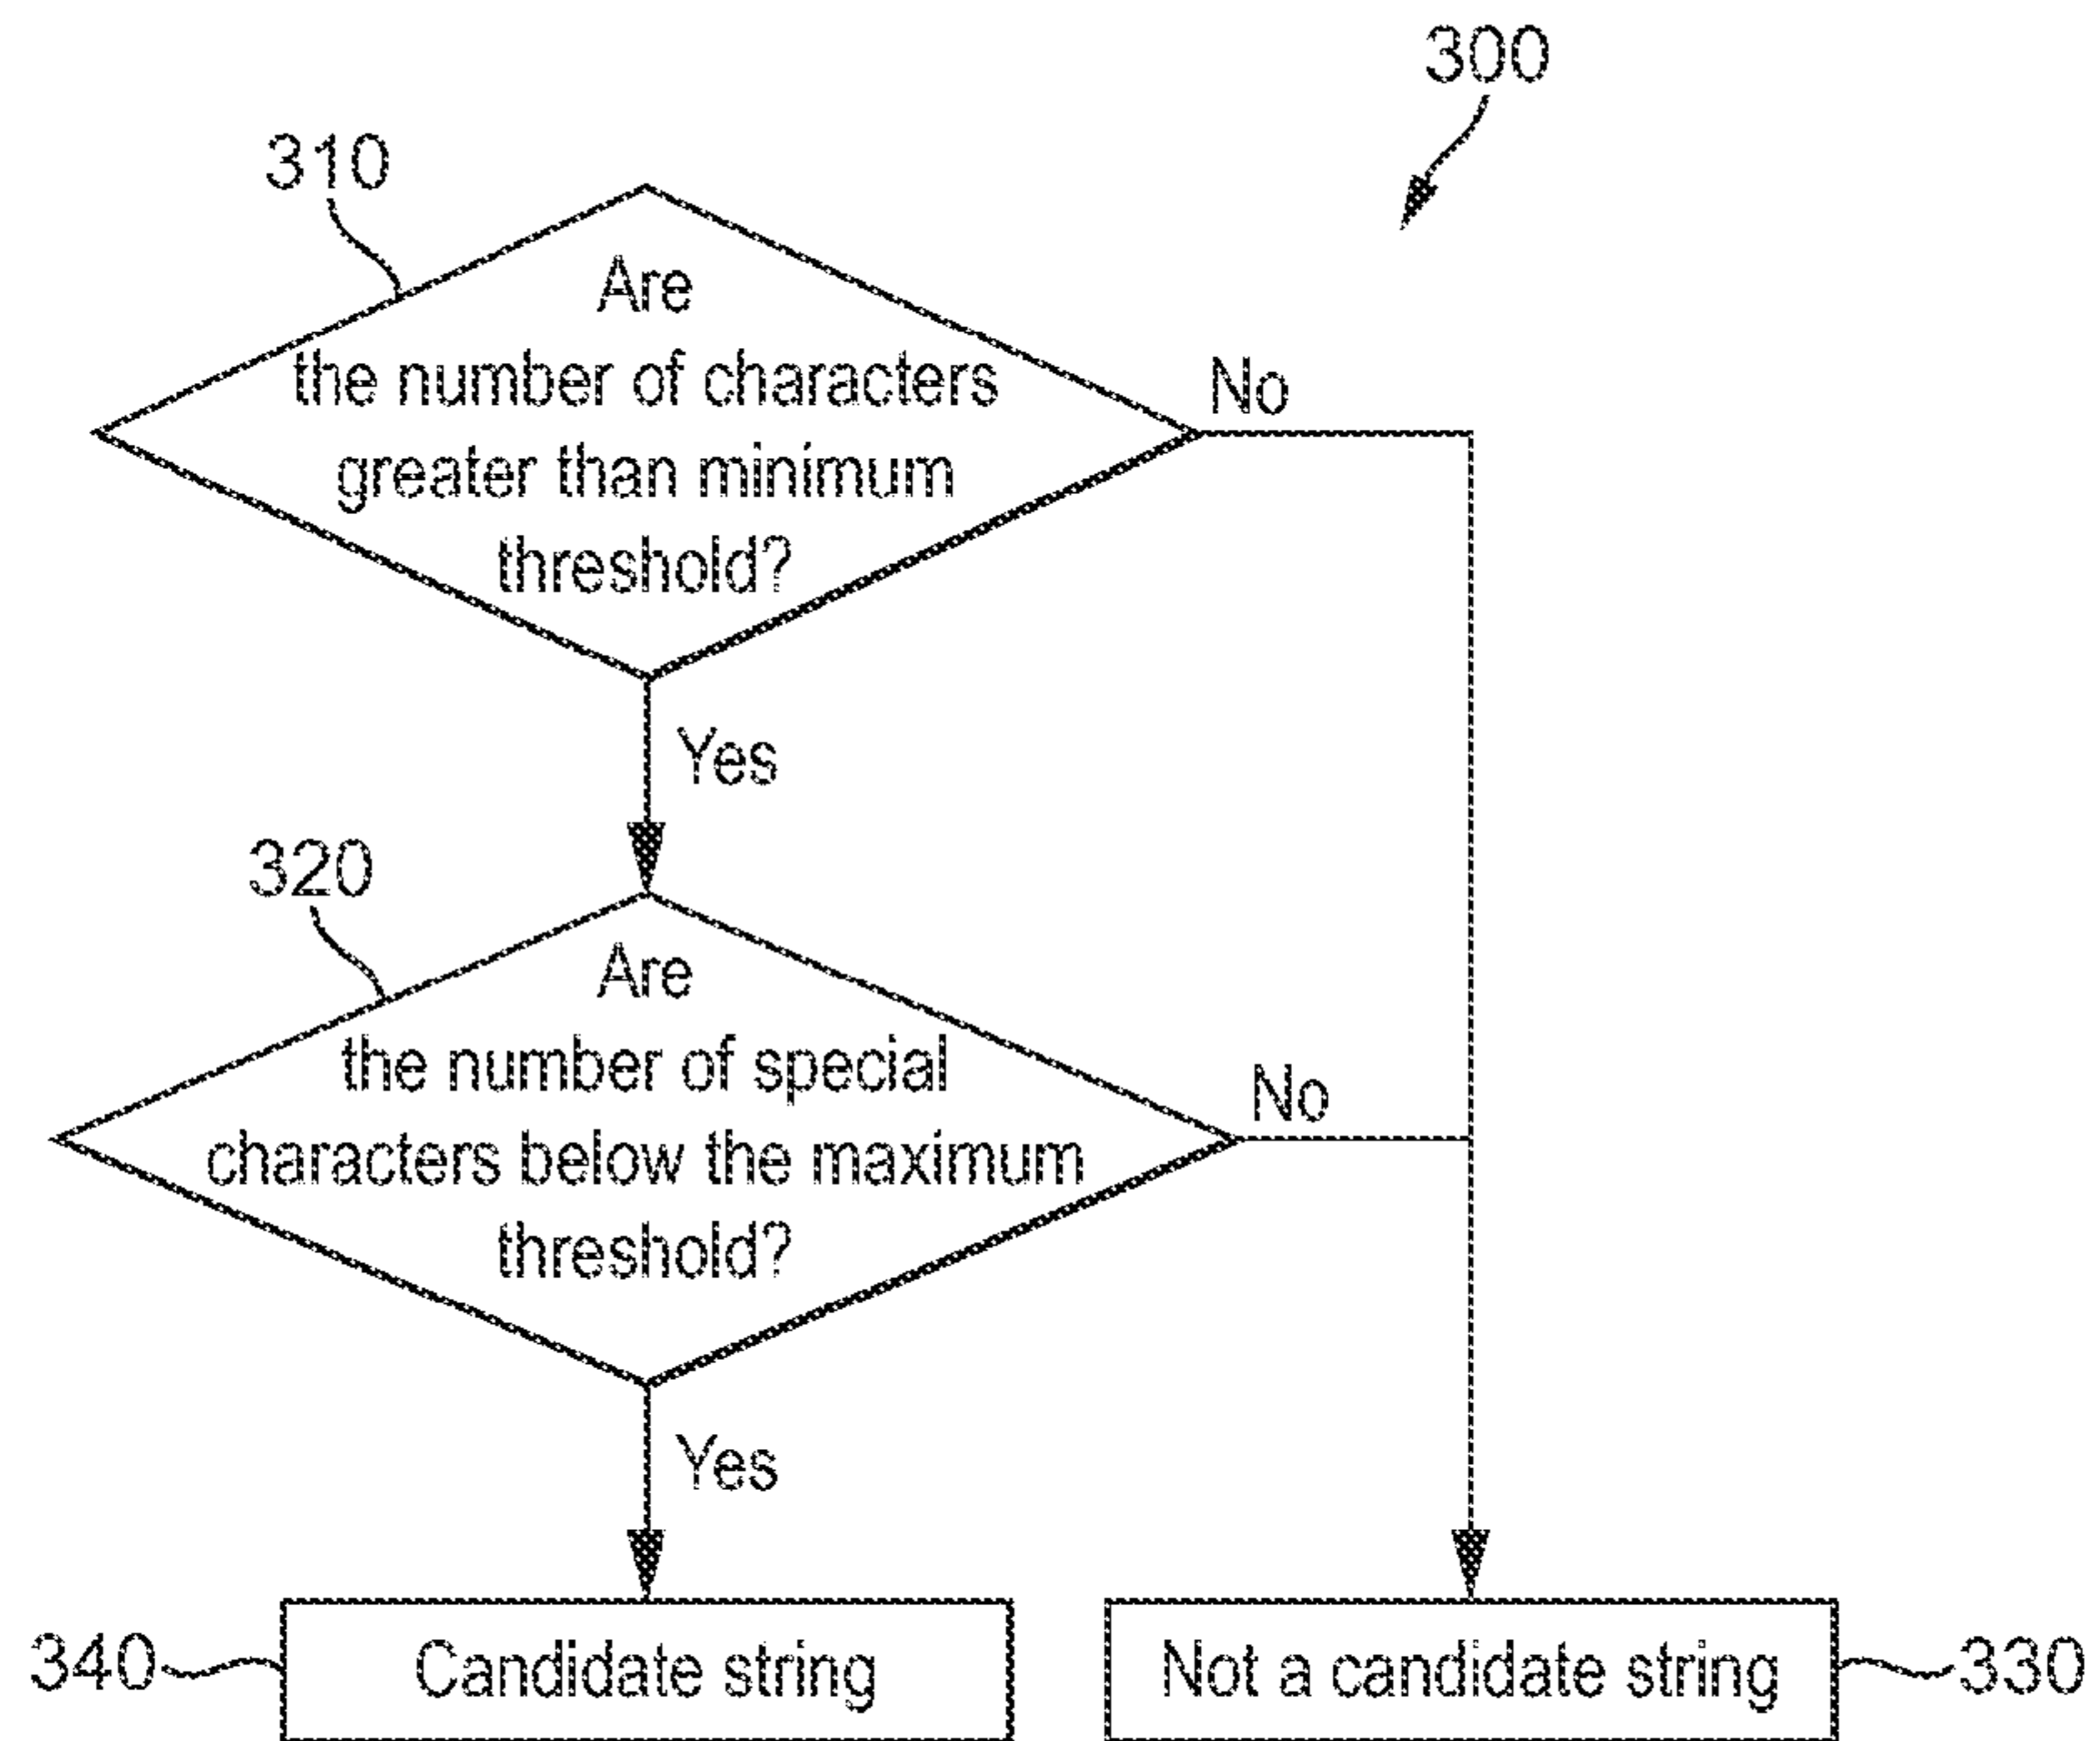 300
310
Are
the number of characters
greater than minimum
threshold?
No
Yes
320
Are
the number of special
characters below the maximum
threshold?
No
Yes
340
Candidate string
Not a candidate string
330